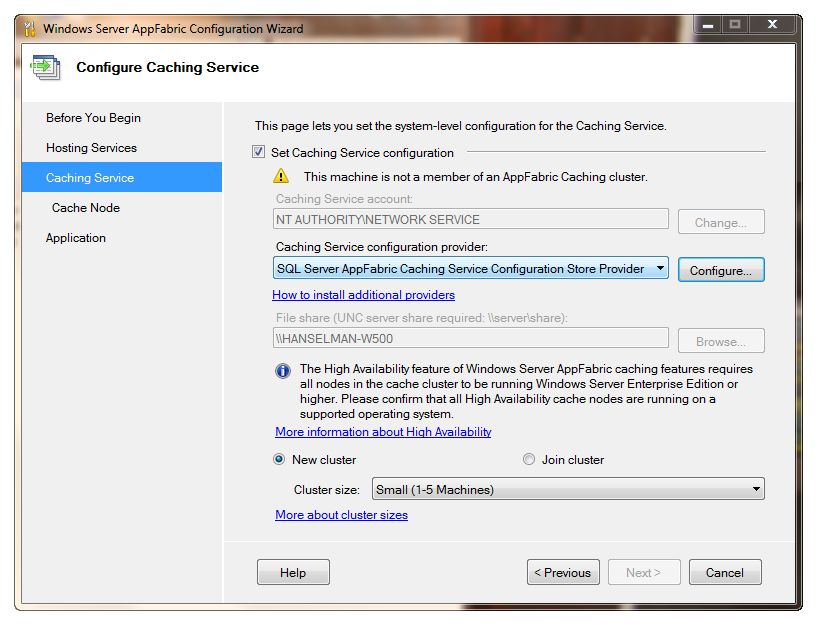 Windows Server AppFabric Configuration Wizard
Configure Caching Service
Before You Begin
Hosting Services
Caching Service
Cache Node
Application
This page lets you set the system-level configuration for the Caching Service.
Set Caching Service configuration
This machine is not a member of an AppFabric Caching cluster.
Caching Service account:
NT AUTHORITY\NETWORK SERVICE
Change...
Caching Service configuration provider:
SQL Server AppFabric Caching Service Configuration Store Provider
Configure...
How to install additional providers
File share (UNC server share required: \\server\share):
\\HANSELMAN-W500
Browse...
The High Availability feature of Windows Server AppFabric caching features requires
all nodes in the cache cluster to be running Windows Server Enterprise Edition or
higher. Please confirm that all High Availability cache nodes are running on a
supported operating system.
More information about High Availability
New cluster
Join cluster
Cluster size:
Small (1-5 Machines)
More about cluster sizes
Help
< Previous
Next >
Cancel